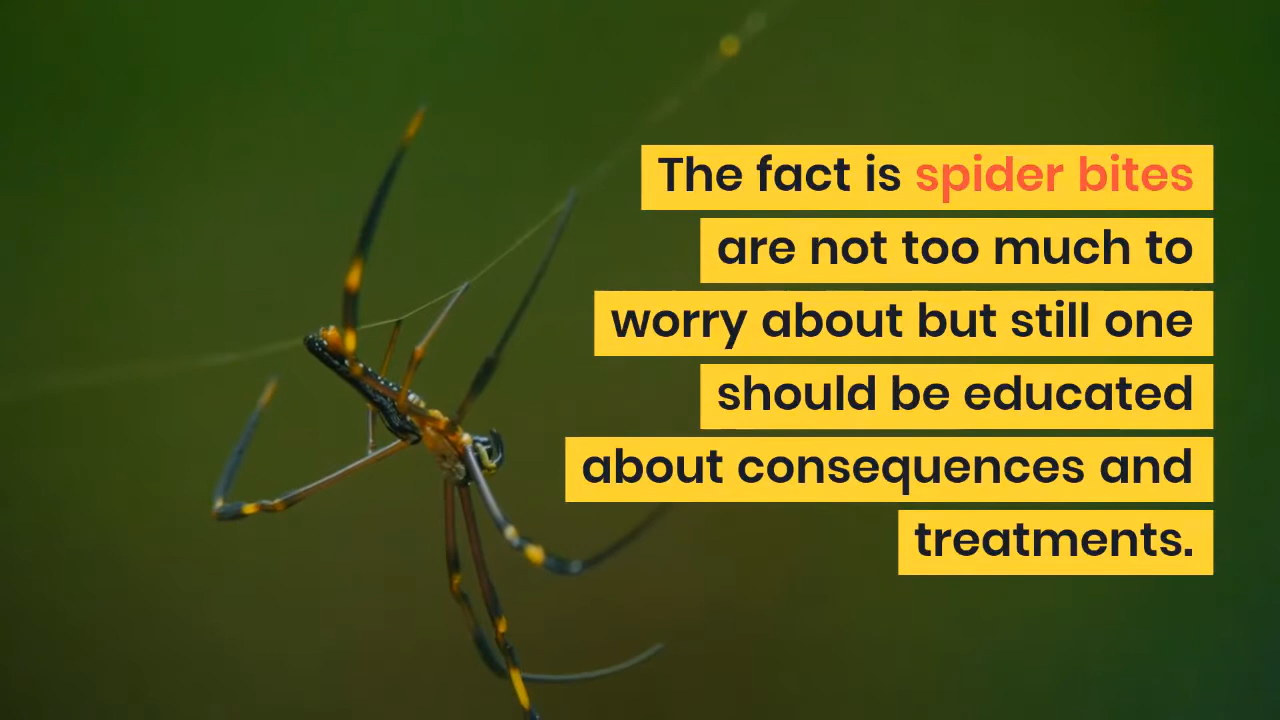 The fact is spider bites
are not too much to
worry about but still one
should be educated
about consequences and
treatments.